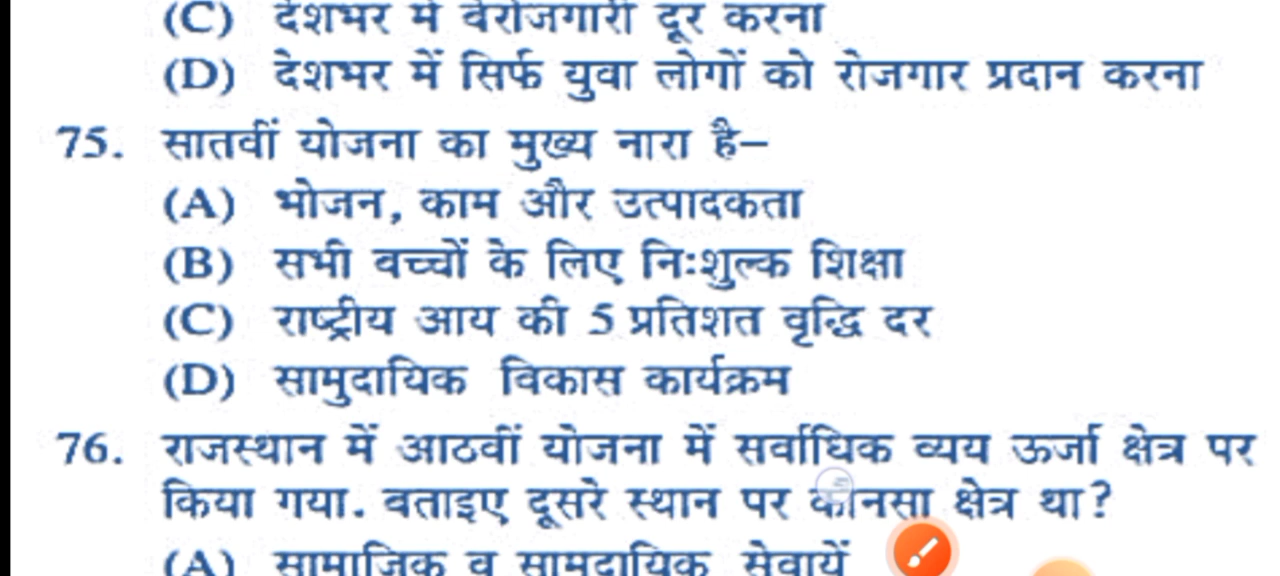 (C) देशभर में बेरोजगारी दूर करना
(D) देशभर में सिर्फ युवा लोगों को रोजगार प्रदान करना
75. सातवीं योजना का मुख्य नारा है–
(A) भोजन, काम और उत्पादकता
(B) सभी बच्चों के लिए निःशुल्क शिक्षा
(C) राष्ट्रीय आय की 5 प्रतिशत वृद्धि दर
(D) सामुदायिक विकास कार्यक्रम
76. राजस्थान में आठवीं योजना में सर्वाधिक व्यय ऊर्जा क्षेत्र पर
किया गया. बताइए दूसरे स्थान पर कौनसा क्षेत्र था?
(A) सामाजिक व सामुदायिक सेवायें